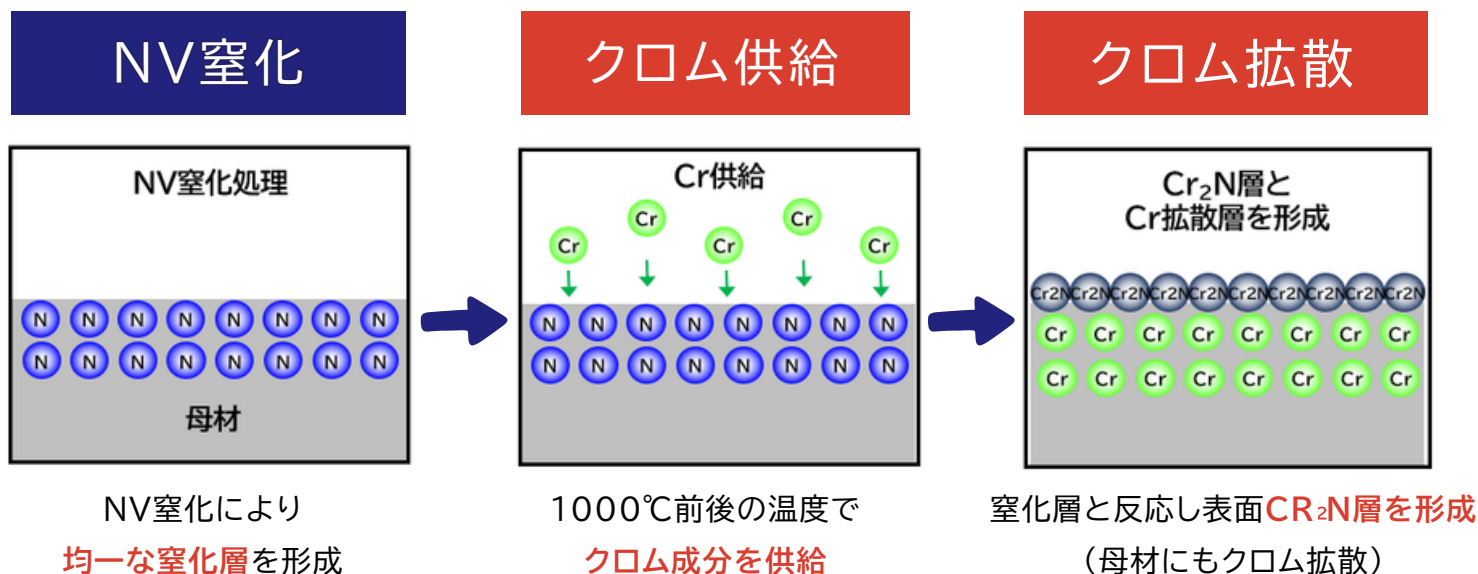 NV窒化
NV窒化処理
N N N N N N N N
N N N N N N N N
母材
NV窒化により
均一な窒化層を形成
クロム供給
Cr供給
Cr Cr Cr Cr Cr
N N N N N N N N
N N N N N N N N
1000℃前後の温度で
クロム成分を供給
クロム拡散
Cr₂N層と
Cr拡散層を形成
Cr2N Cr2N Cr2N Cr2N Cr2N Cr2N Cr2N Cr2N Cr2N Cr2N
Cr Cr Cr Cr Cr Cr Cr Cr
Cr Cr Cr Cr Cr Cr Cr Cr
窒化層と反応し表面CR₂N層を形成
（母材にもクロム拡散）